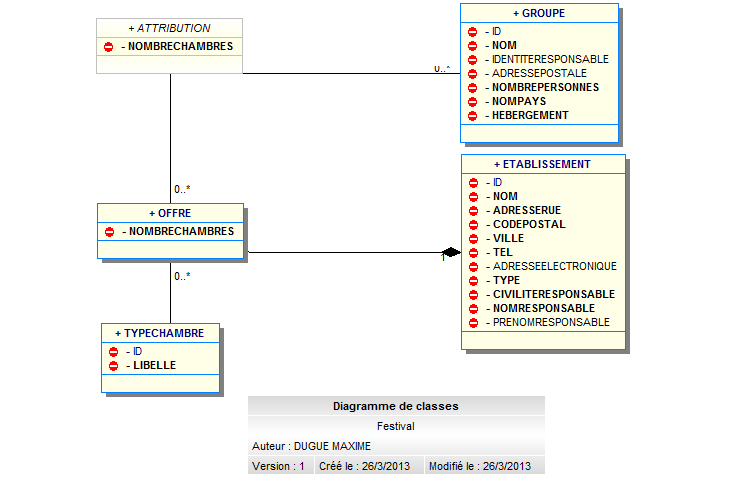 + ATTRIBUTION
- NOMBRECHAMBRES
+ GROUPE
- ID
- NOM
- IDENTITERESPONSABLE
- ADRESSEPOSTALE
- NOMBREPERSONNES
- NOMPAYS
- HEBERGEMENT
0..*
0..*
+ OFFRE
- NOMBRECHAMBRES
+ ETABLISSEMENT
- ID
- NOM
- ADRESSERUE
- CODEPOSTAL
- VILLE
- TEL
- ADRESSEELECTRONIQUE
- TYPE
- CIVILITERESPONSABLE
- NOMRESPONSABLE
- PRENOMRESPONSABLE
1
0..*
+ TYPECHAMBRE
- ID
- LIBELLE
Diagramme de classes
Festival
Auteur : DUGUE MAXIME
Version : 1 Créé le : 26/3/2013 Modifié le : 26/3/2013